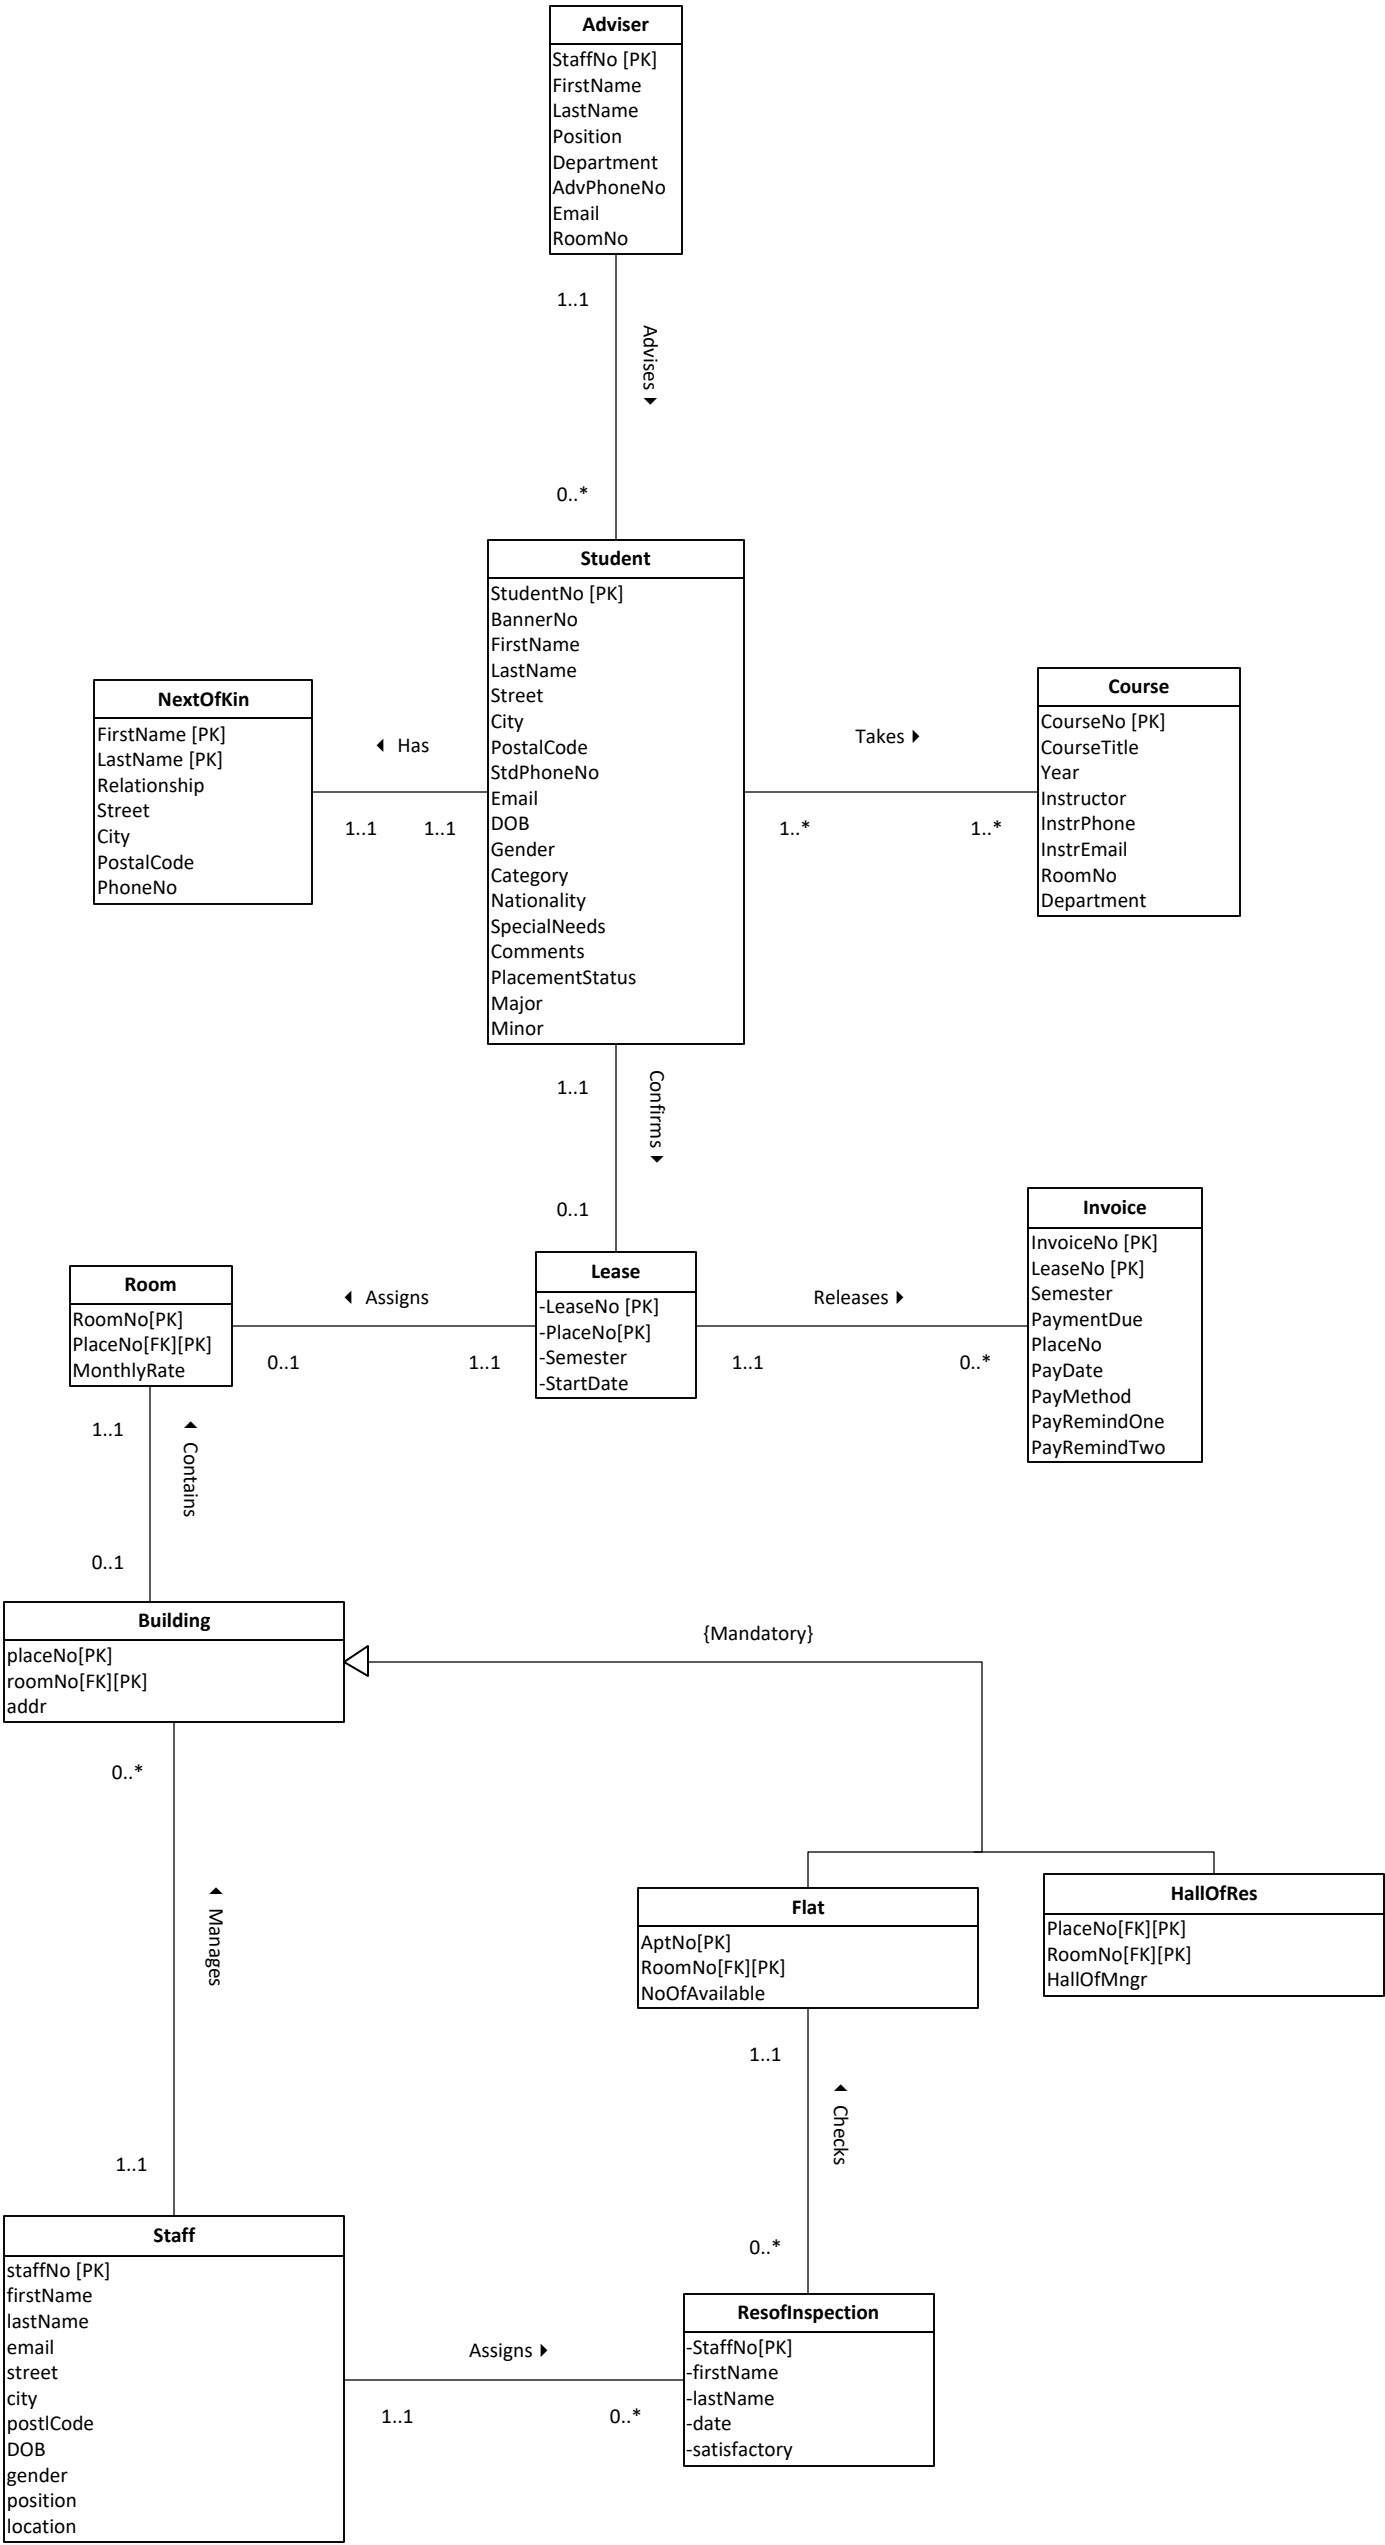 Adviser
StaffNo [PK]
FirstName
LastName
Position
Department
AdvPhoneNo
Email
RoomNo
1..1
Advises
0..*
Student
StudentNo [PK]
BannerNo
FirstName
LastName
Street
City
PostalCode
StdPhoneNo
Email
DOB
Gender
Category
Nationality
SpecialNeeds
Comments
PlacementStatus
Major
Minor
NextOfKin
FirstName [PK]
LastName [PK]
Relationship
Street
City
PostalCode
PhoneNo
Has
1..1
1..1
Takes
1..*
1..*
Course
CourseNo [PK]
CourseTitle
Year
Instructor
InstrPhone
InstrEmail
RoomNo
Department
1..1
Confirms
0..1
Room
RoomNo[PK]
PlaceNo[FK][PK]
MonthlyRate
Assigns
0..1
1..1
Lease
-LeaseNo [PK]
-PlaceNo[PK]
-Semester
-StartDate
Releases
1..1
0..*
Invoice
InvoiceNo [PK]
LeaseNo [PK]
Semester
PaymentDue
PlaceNo
PayDate
PayMethod
PayRemindOne
PayRemindTwo
1..1
Contains
0..1
Building
placeNo[PK]
roomNo[FK][PK]
addr
{Mandatory}
0..*
Manages
1..1
Flat
AptNo[PK]
RoomNo[FK][PK]
NoOfAvailable
HallOfRes
PlaceNo[FK][PK]
RoomNo[FK][PK]
HallOfMngr
1..1
Checks
0..*
Staff
staffNo [PK]
firstName
lastName
email
street
city
postlCode
DOB
gender
position
location
Assigns
1..1
0..*
ResofInspection
-StaffNo[PK]
-firstName
-lastName
-date
-satisfactory